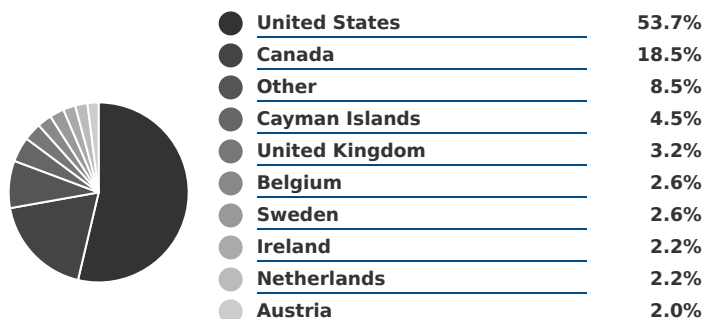 United States 53.7%
Canada 18.5%
Other 8.5%
Cayman Islands 4.5%
United Kingdom 3.2%
Belgium 2.6%
Sweden 2.6%
Ireland 2.2%
Netherlands 2.2%
Austria 2.0%